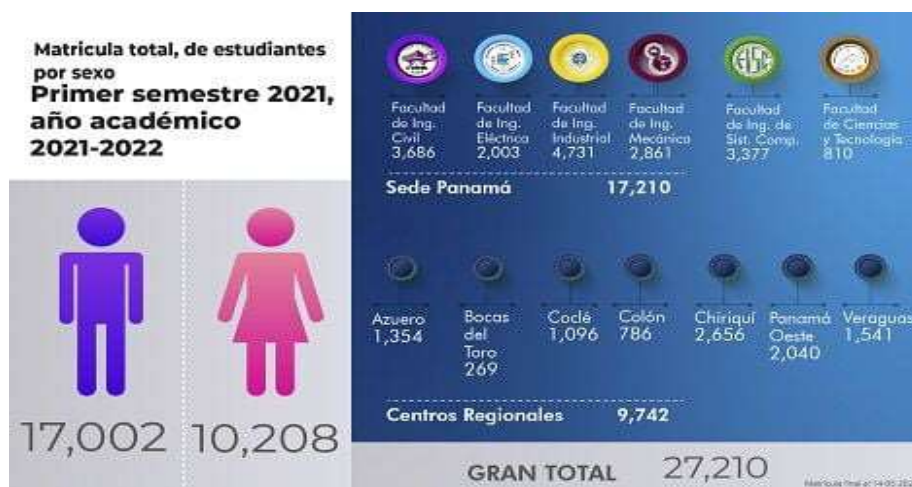 Matricula total, de estudiantes
por sexo
Primer semestre 2021,
año académico
2021-2022
17,002
10,208
Facultad
de Ing.
Civil
3,686
Facultad
de Ing.
Eléctrica
2,003
Facultad
de Ing.
Industrial
4,731
Facultad
de Ing.
Mecánica
2,861
Facultad
de Ing. de
Sist. Comp.
3,377
Facultad
de Ciencias
y Tecnología
810
Sede Panamá 17,210
Azuero
1,354
Bocas
del
Toro
269
Coclé
1,096
Colón
786
Chiriquí
2,656
Panamá
Oeste
2,040
Veraguas
1,541
Centros Regionales 9,742
GRAN TOTAL 27,210